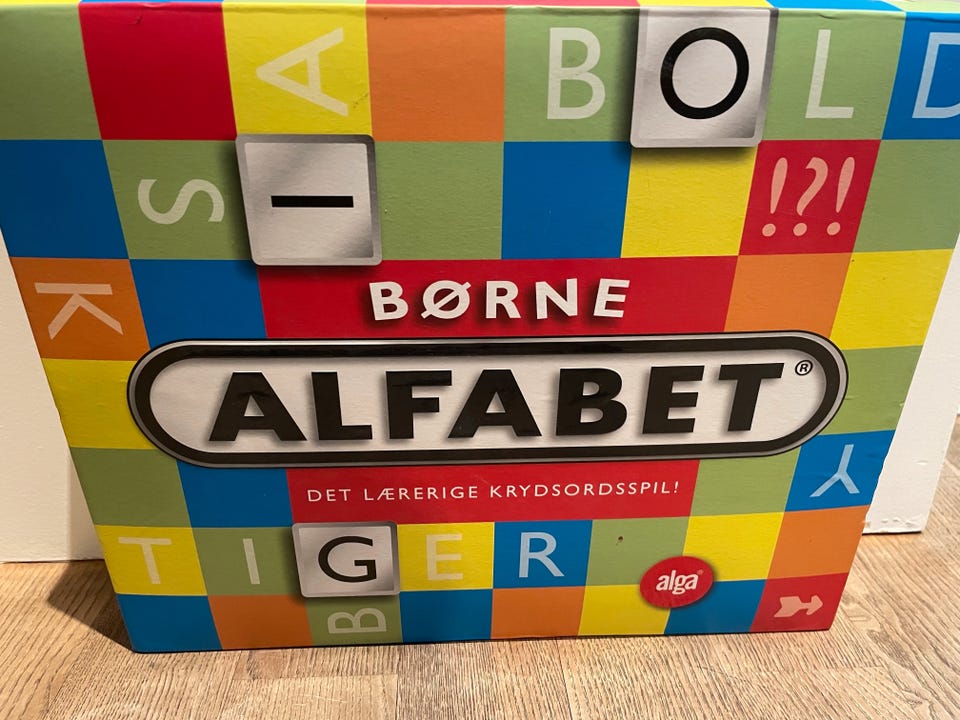 A
BOLD
S
I
!?!
K
BØRNE
ALFABET®
DET LÆRERIGE KRYDSORDSSPIL!
Y
TIGER
alga®
B